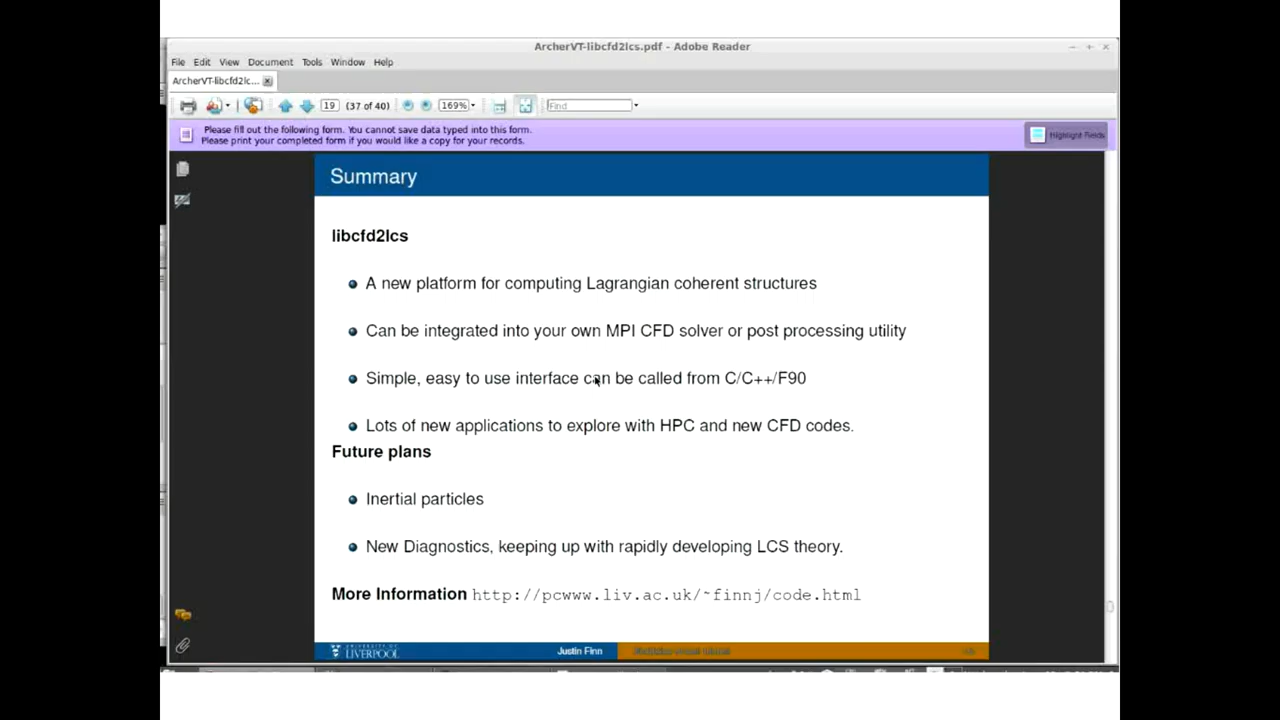 ArcherVT-libcfd2lcs.pdf - Adobe Reader
File Edit View Document Tools Window Help
ArcherVT-libcfd2lc...
19 (37 of 40) 169% Find
Please fill out the following form. You cannot save data typed into this form.
Please print your completed form if you would like a copy for your records.
Highlight Fields
Summary
libcfd2lcs
A new platform for computing Lagrangian coherent structures
Can be integrated into your own MPI CFD solver or post processing utility
Simple, easy to use interface can be called from C/C++/F90
Lots of new applications to explore with HPC and new CFD codes.
Future plans
Inertial particles
New Diagnostics, keeping up with rapidly developing LCS theory.
More Information http://pcwww.liv.ac.uk/~finnj/code.html
UNIVERSITY OF
LIVERPOOL
Justin Finn